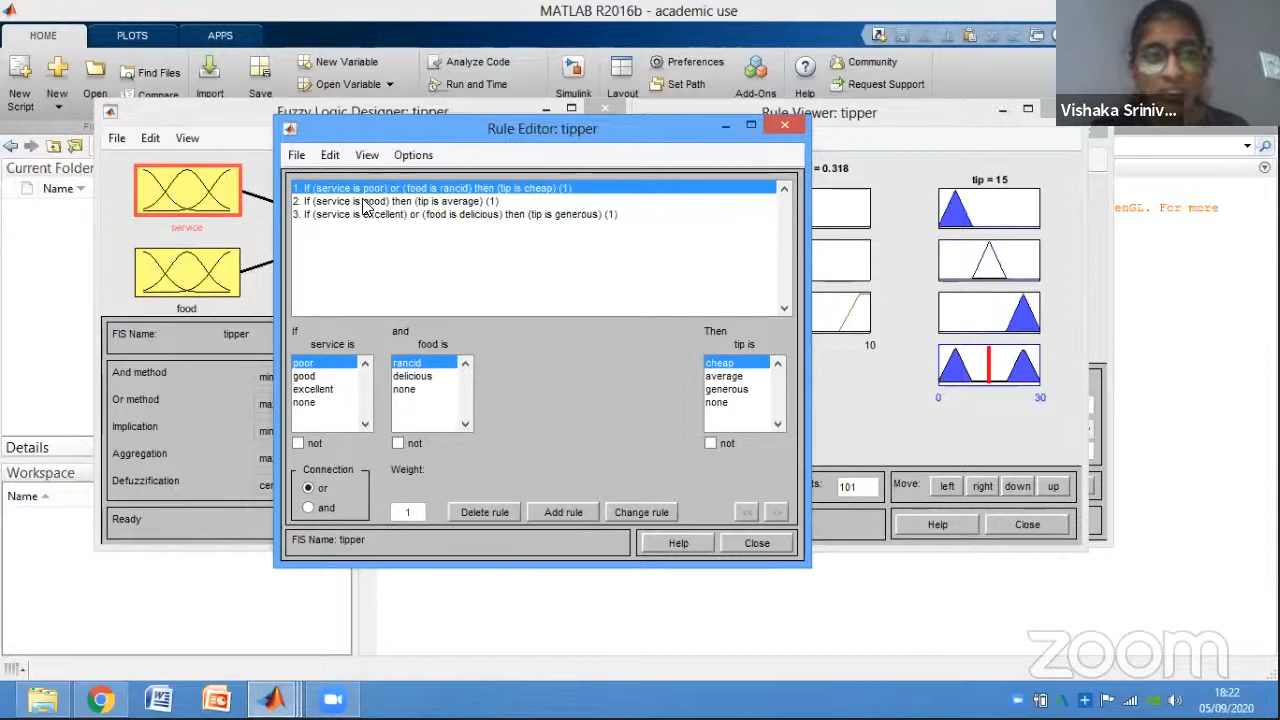 MATLAB R2016b - academic use
HOME PLOTS APPS
New Script
New
Open
Find Files
Compare
Import
Save
New Variable
Open Variable
Analyze Code
Run and Time
Simulink
Layout
Preferences
Set Path
Add-Ons
Help
Community
Request Support
Vishaka Sriniv...
Current Folder
Name
Details
Workspace
Name
Fuzzy Logic Designer: tipper
File Edit View
service
food
FIS Name: tipper
And method
Or method
Implication
Aggregation
Defuzzification
Ready
Rule Editor: tipper
File Edit View Options
1. If (service is poor) or (food is rancid) then (tip is cheap) (1)
2. If (service is good) then (tip is average) (1)
3. If (service is excellent) or (food is delicious) then (tip is generous) (1)
If and Then
service is food is tip is
poor rancid cheap
good delicious average
excellent none generous
none none
not not not
Connection
or
and
Weight:
1
Delete rule
Add rule
Change rule
<< >>
FIS Name: tipper
Help
Close
Rule Viewer: tipper
0.318
tip = 15
10
0 30
101
Move:
left right down up
Help
Close
enGL. For more
zoom
18:22
05/09/2020